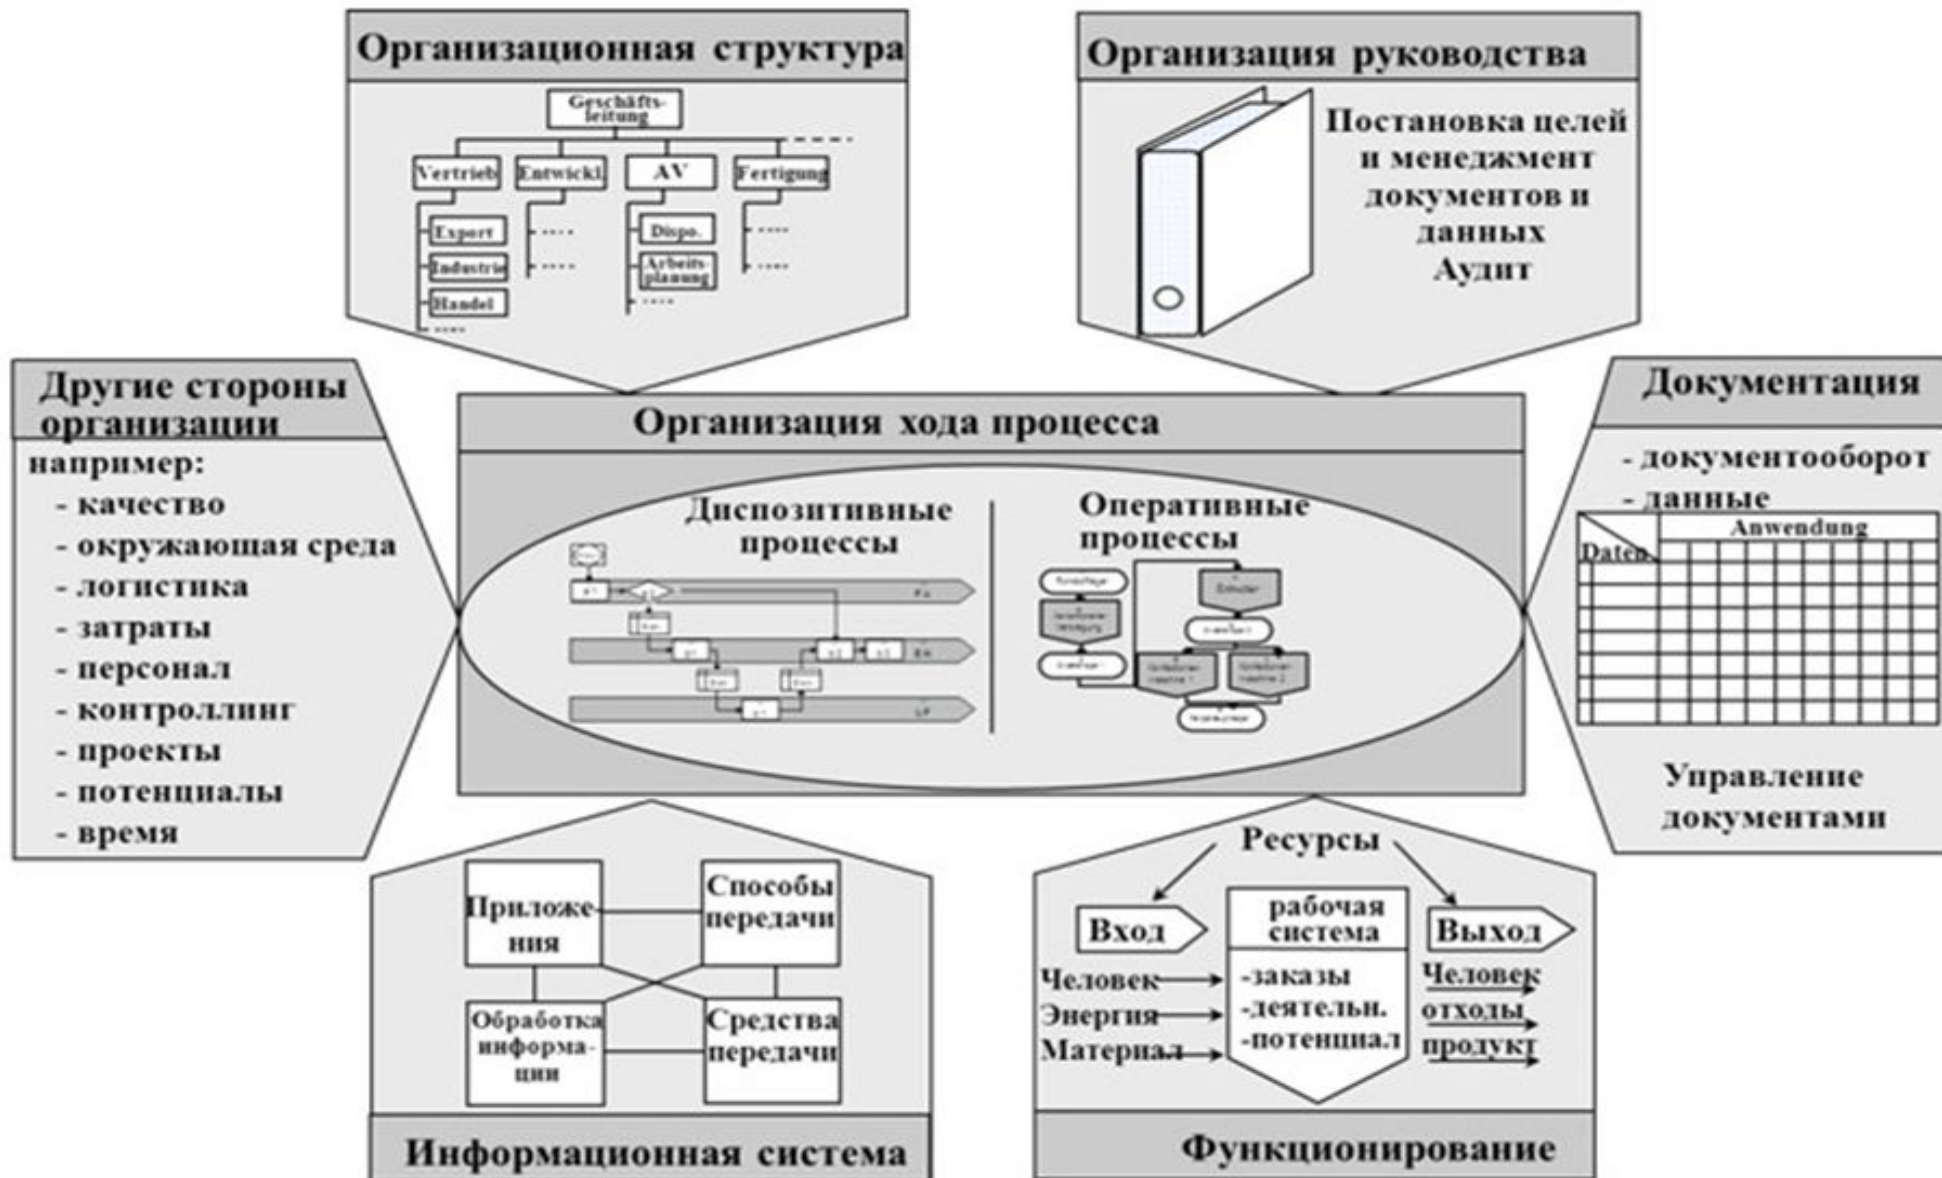 Организационная структура
Geschäfts-
leitung
Vertrieb
Entwickl.
AV
Fertigung
Export
Industrie
Handel
Dispo.
Arbeits-
planung
Организация руководства
Постановка целей
и менеджмент
документов и
данных
Аудит
Другие стороны
организации
например:
- качество
- окружающая среда
- логистика
- затраты
- персонал
- контроллинг
- проекты
- потенциалы
- время
Организация хода процесса
Диспозитивные
процессы
Оперативные
процессы
Документация
- документооборот
- данные
Anwendung
Daten
Управление
документами
Приложе-
ния
Способы
передачи
Обработка
информа-
ции
Средства
передачи
Информационная система
Ресурсы
Вход
рабочая
система
Выход
Человек
Энергия
Материал
-заказы
-деятельн.
-потенциал
Человек
отходы
продукт
Функционирование